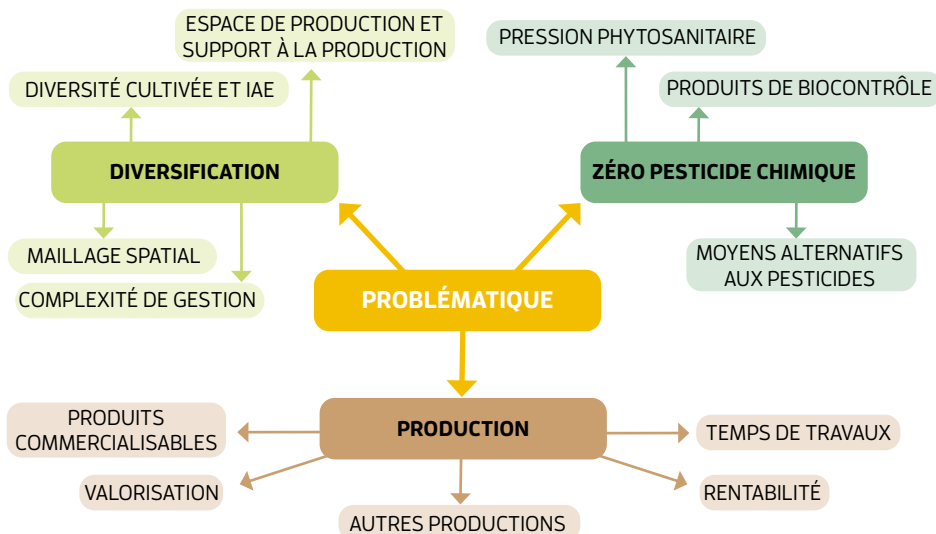 ESPACE DE PRODUCTION ET
SUPPORT À LA PRODUCTION
DIVERSITÉ CULTIVÉE ET IAE
DIVERSIFICATION
MAILLAGE SPATIAL
COMPLEXITÉ DE GESTION
PRESSION PHYTOSANITAIRE
PRODUITS DE BIOCONTRÔLE
ZÉRO PESTICIDE CHIMIQUE
MOYENS ALTERNATIFS
AUX PESTICIDES
PROBLÉMATIQUE
PRODUCTION
PRODUITS
COMMERCIALISABLES
VALORISATION
AUTRES PRODUCTIONS
TEMPS DE TRAVAUX
RENTABILITÉ